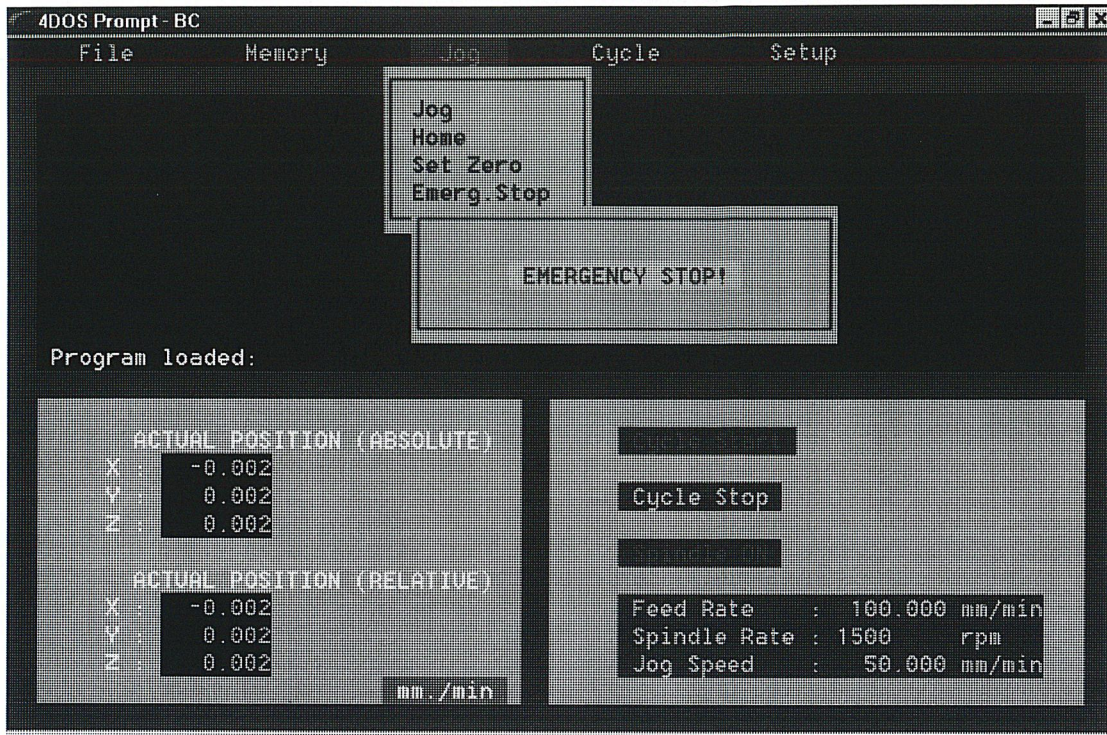 4DOS Prompt - BC
File Memory Jog Cycle Setup
Jog
Home
Set Zero
Emerg.Stop
EMERGENCY STOP!
Program loaded:
ACTUAL POSITION (ABSOLUTE)
X : -0.002
Y : 0.002
Z : 0.002
ACTUAL POSITION (RELATIVE)
X : -0.002
Y : 0.002
Z : 0.002
mm./min
Cycle Start
Cycle Stop
Spindle ON
Feed Rate : 100.000 mm/min
Spindle Rate : 1500 rpm
Jog Speed : 50.000 mm/min